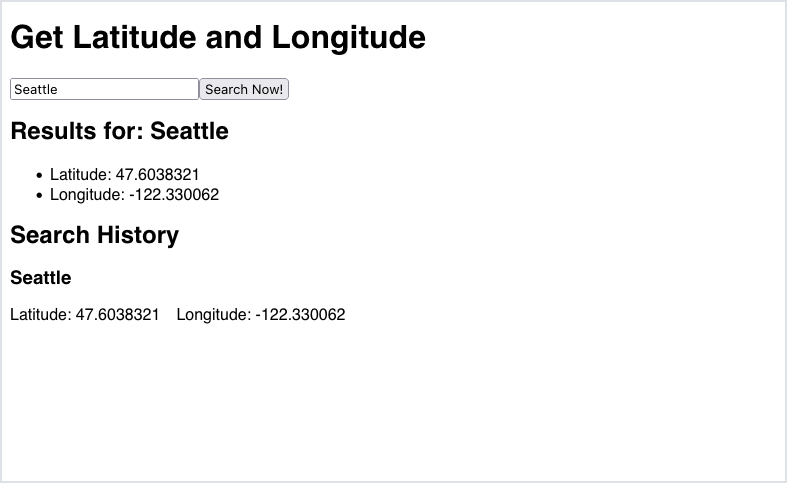 Get Latitude and Longitude
Seattle Search Now!
Results for: Seattle
• Latitude: 47.6038321
• Longitude: -122.330062
Search History
Seattle
Latitude: 47.6038321 Longitude: -122.330062